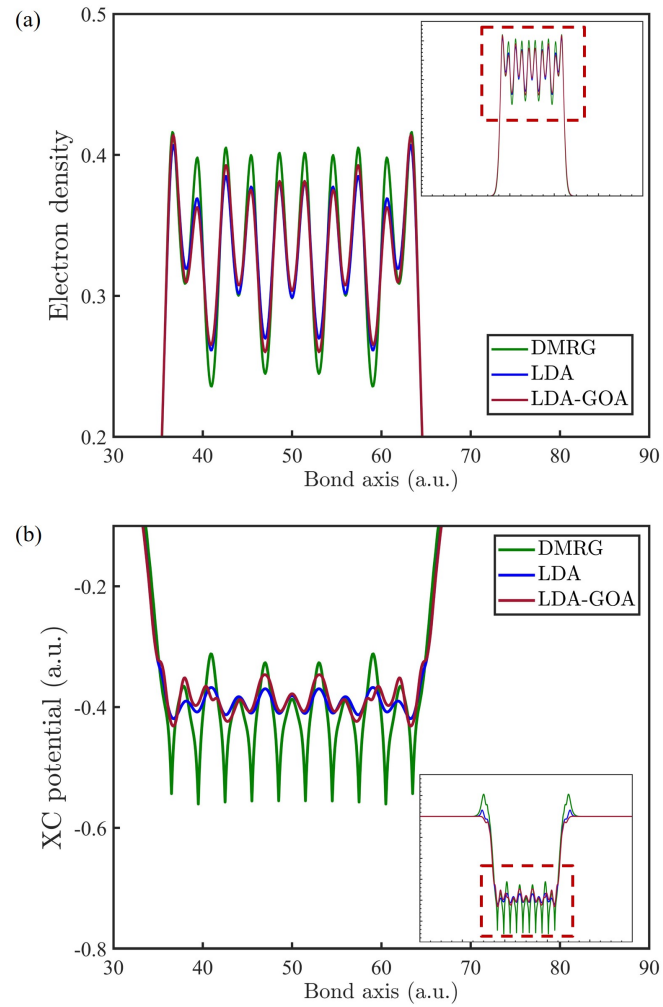 (a)
0.5
0.4
0.3
0.2
Electron density
DMRG
LDA
LDA-GOA
30 40 50 60 70 80 90
Bond axis (a.u.)
(b)
-0.2
-0.4
-0.6
-0.8
XC potential (a.u.)
DMRG
LDA
LDA-GOA
30 40 50 60 70 80 90
Bond axis (a.u.)